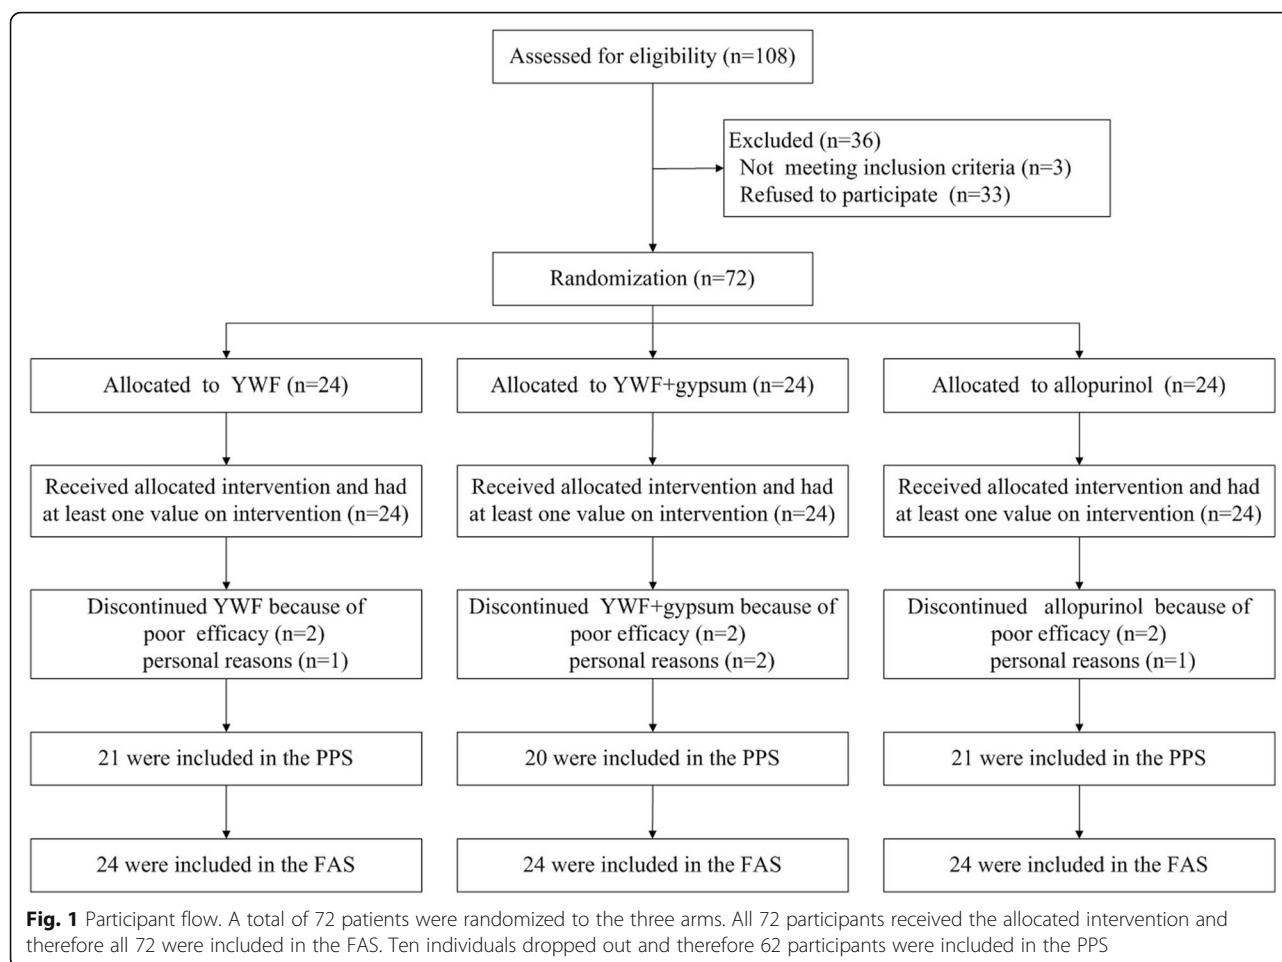 Assessed for eligibility (n=108)
Excluded (n=36)
Not meeting inclusion criteria (n=3)
Refused to participate (n=33)
Randomization (n=72)
Allocated to YWF (n=24)
Allocated to YWF+gypsum (n=24)
Allocated to allopurinol (n=24)
Received allocated intervention and had
at least one value on intervention (n=24)
Received allocated intervention and had
at least one value on intervention (n=24)
Received allocated intervention and had
at least one value on intervention (n=24)
Discontinued YWF because of
poor efficacy (n=2)
personal reasons (n=1)
Discontinued YWF+gypsum because of
poor efficacy (n=2)
personal reasons (n=2)
Discontinued allopurinol because of
poor efficacy (n=2)
personal reasons (n=1)
21 were included in the PPS
20 were included in the PPS
21 were included in the PPS
24 were included in the FAS
24 were included in the FAS
24 were included in the FAS
Fig. 1 Participant flow. A total of 72 patients were randomized to the three arms. All 72 participants received the allocated intervention and
therefore all 72 were included in the FAS. Ten individuals dropped out and therefore 62 participants were included in the PPS